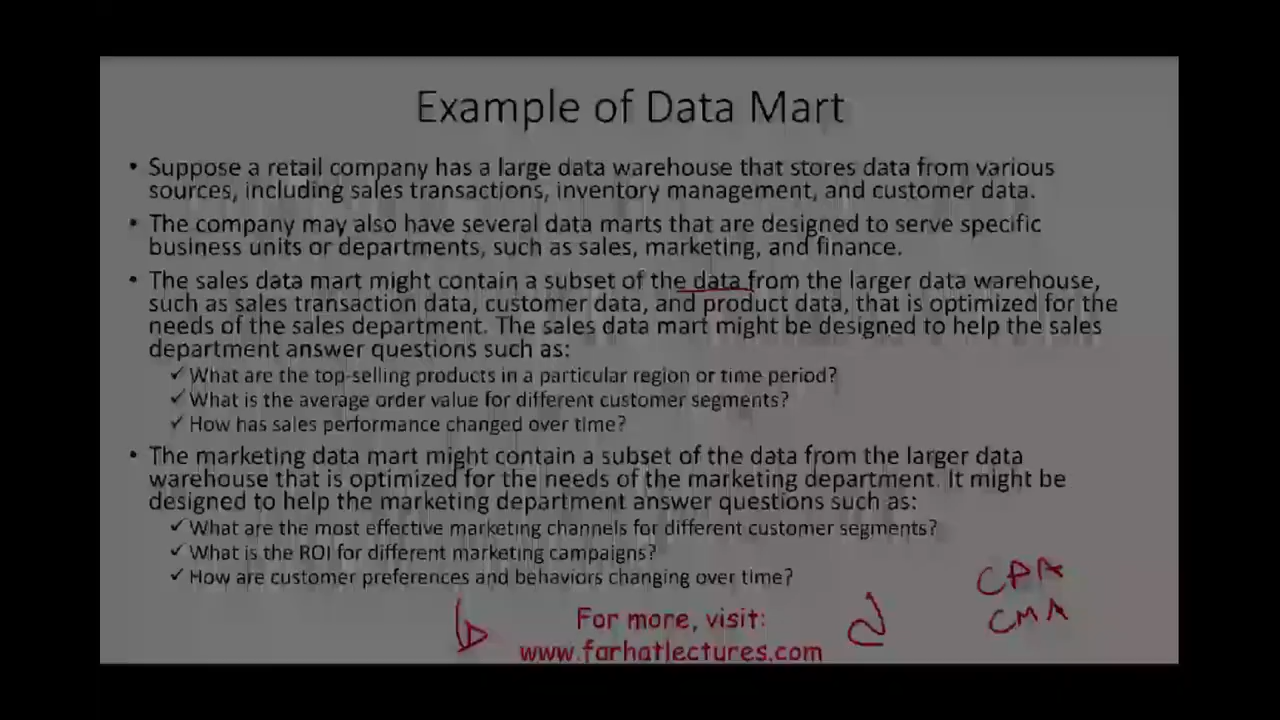 Example of Data Mart
• Suppose a retail company has a large data warehouse that stores data from various
sources, including sales transactions, inventory management, and customer data.
• The company may also have several data marts that are designed to serve specific
business units or departments, such as sales, marketing, and finance.
• The sales data mart might contain a subset of the data from the larger data warehouse,
such as sales transaction data, customer data, and product data, that is optimized for the
needs of the sales department. The sales data mart might be designed to help the sales
department answer questions such as:
✓ What are the top-selling products in a particular region or time period?
✓ What is the average order value for different customer segments?
✓ How has sales performance changed over time?
• The marketing data mart might contain a subset of the data from the larger data
warehouse that is optimized for the needs of the marketing department. It might be
designed to help the marketing department answer questions such as:
✓ What are the most effective marketing channels for different customer segments?
✓ What is the ROI for different marketing campaigns?
✓ How are customer preferences and behaviors changing over time?
CPA
CMA
For more, visit:
www.farhatlectures.com